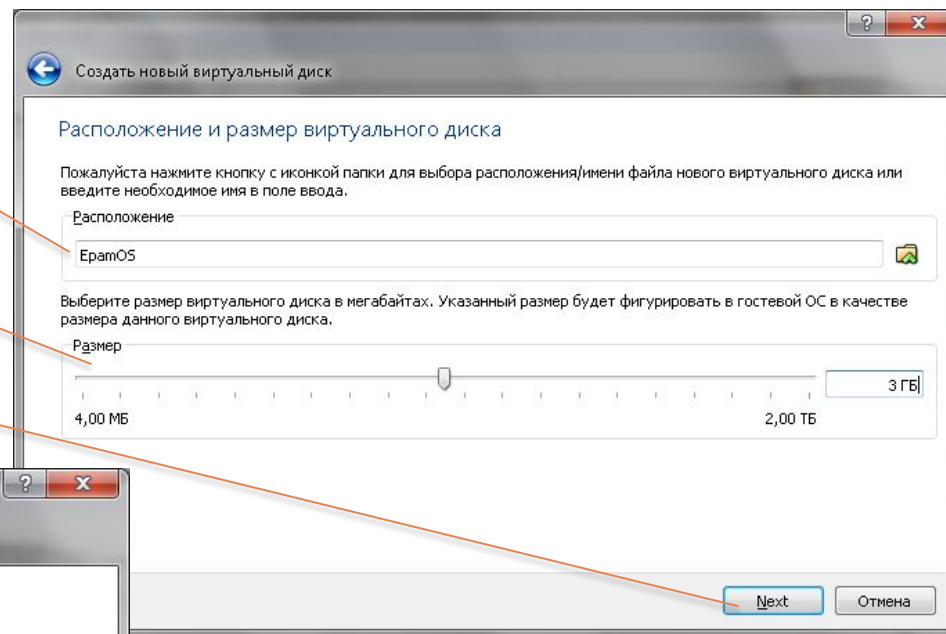 Создать новый виртуальный диск
Расположение и размер виртуального диска
Пожалуйста нажмите кнопку с иконкой папки для выбора расположения/имени файла нового виртуального диска или
введите необходимое имя в поле ввода.
Расположение
EpamOS
Выберите размер виртуального диска в мегабайтах. Указанный размер будет фигурировать в гостевой ОС в качестве
размера данного виртуального диска.
Размер
3 ГБ
4,00 МБ 2,00 ТБ
Next Отмена